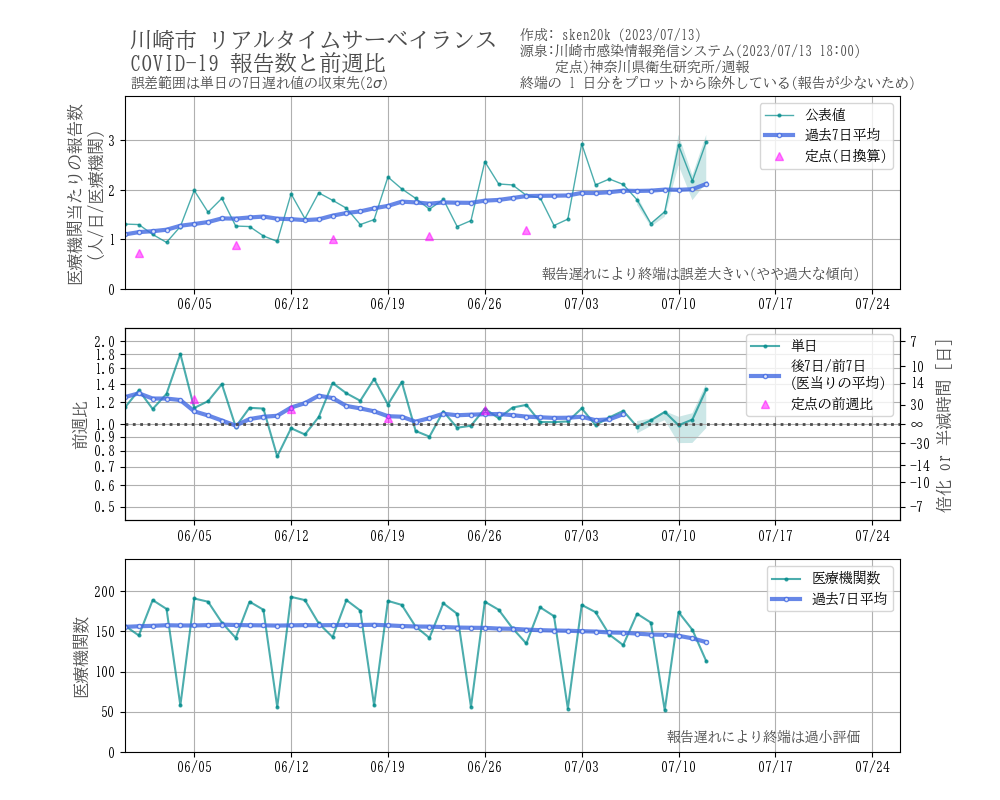 川崎市 リアルタイムサーベイランス
COVID-19 報告数と前週比
誤差範囲は単日の7日遅れ値の収束先(2σ)
作成: sken20k (2023/07/13)
源泉:川崎市感染情報発信システム(2023/07/13 18:00)
定点)神奈川県衛生研究所/週報
終端の 1 日分をプロットから除外している(報告が少ないため)
医療機関当たりの報告数
(人/日/医療機関)
3
2
1
0
公表値
過去7日平均
定点(日換算)
報告遅れにより終端は誤差大きい(やや過大な傾向)
06/05 06/12 06/19 06/26 07/03 07/10 07/17 07/24
前週比
2.0
1.8
1.6
1.4
1.2
1.0
0.9
0.8
0.7
0.6
0.5
単日
後7日/前7日
(医当りの平均)
定点の前週比
7
10
14
30
∞
-30
-14
-10
-7
倍化 or 半減時間 [日]
06/05 06/12 06/19 06/26 07/03 07/10 07/17 07/24
医療機関数
200
150
100
50
0
医療機関数
過去7日平均
報告遅れにより終端は過小評価
06/05 06/12 06/19 06/26 07/03 07/10 07/17 07/24